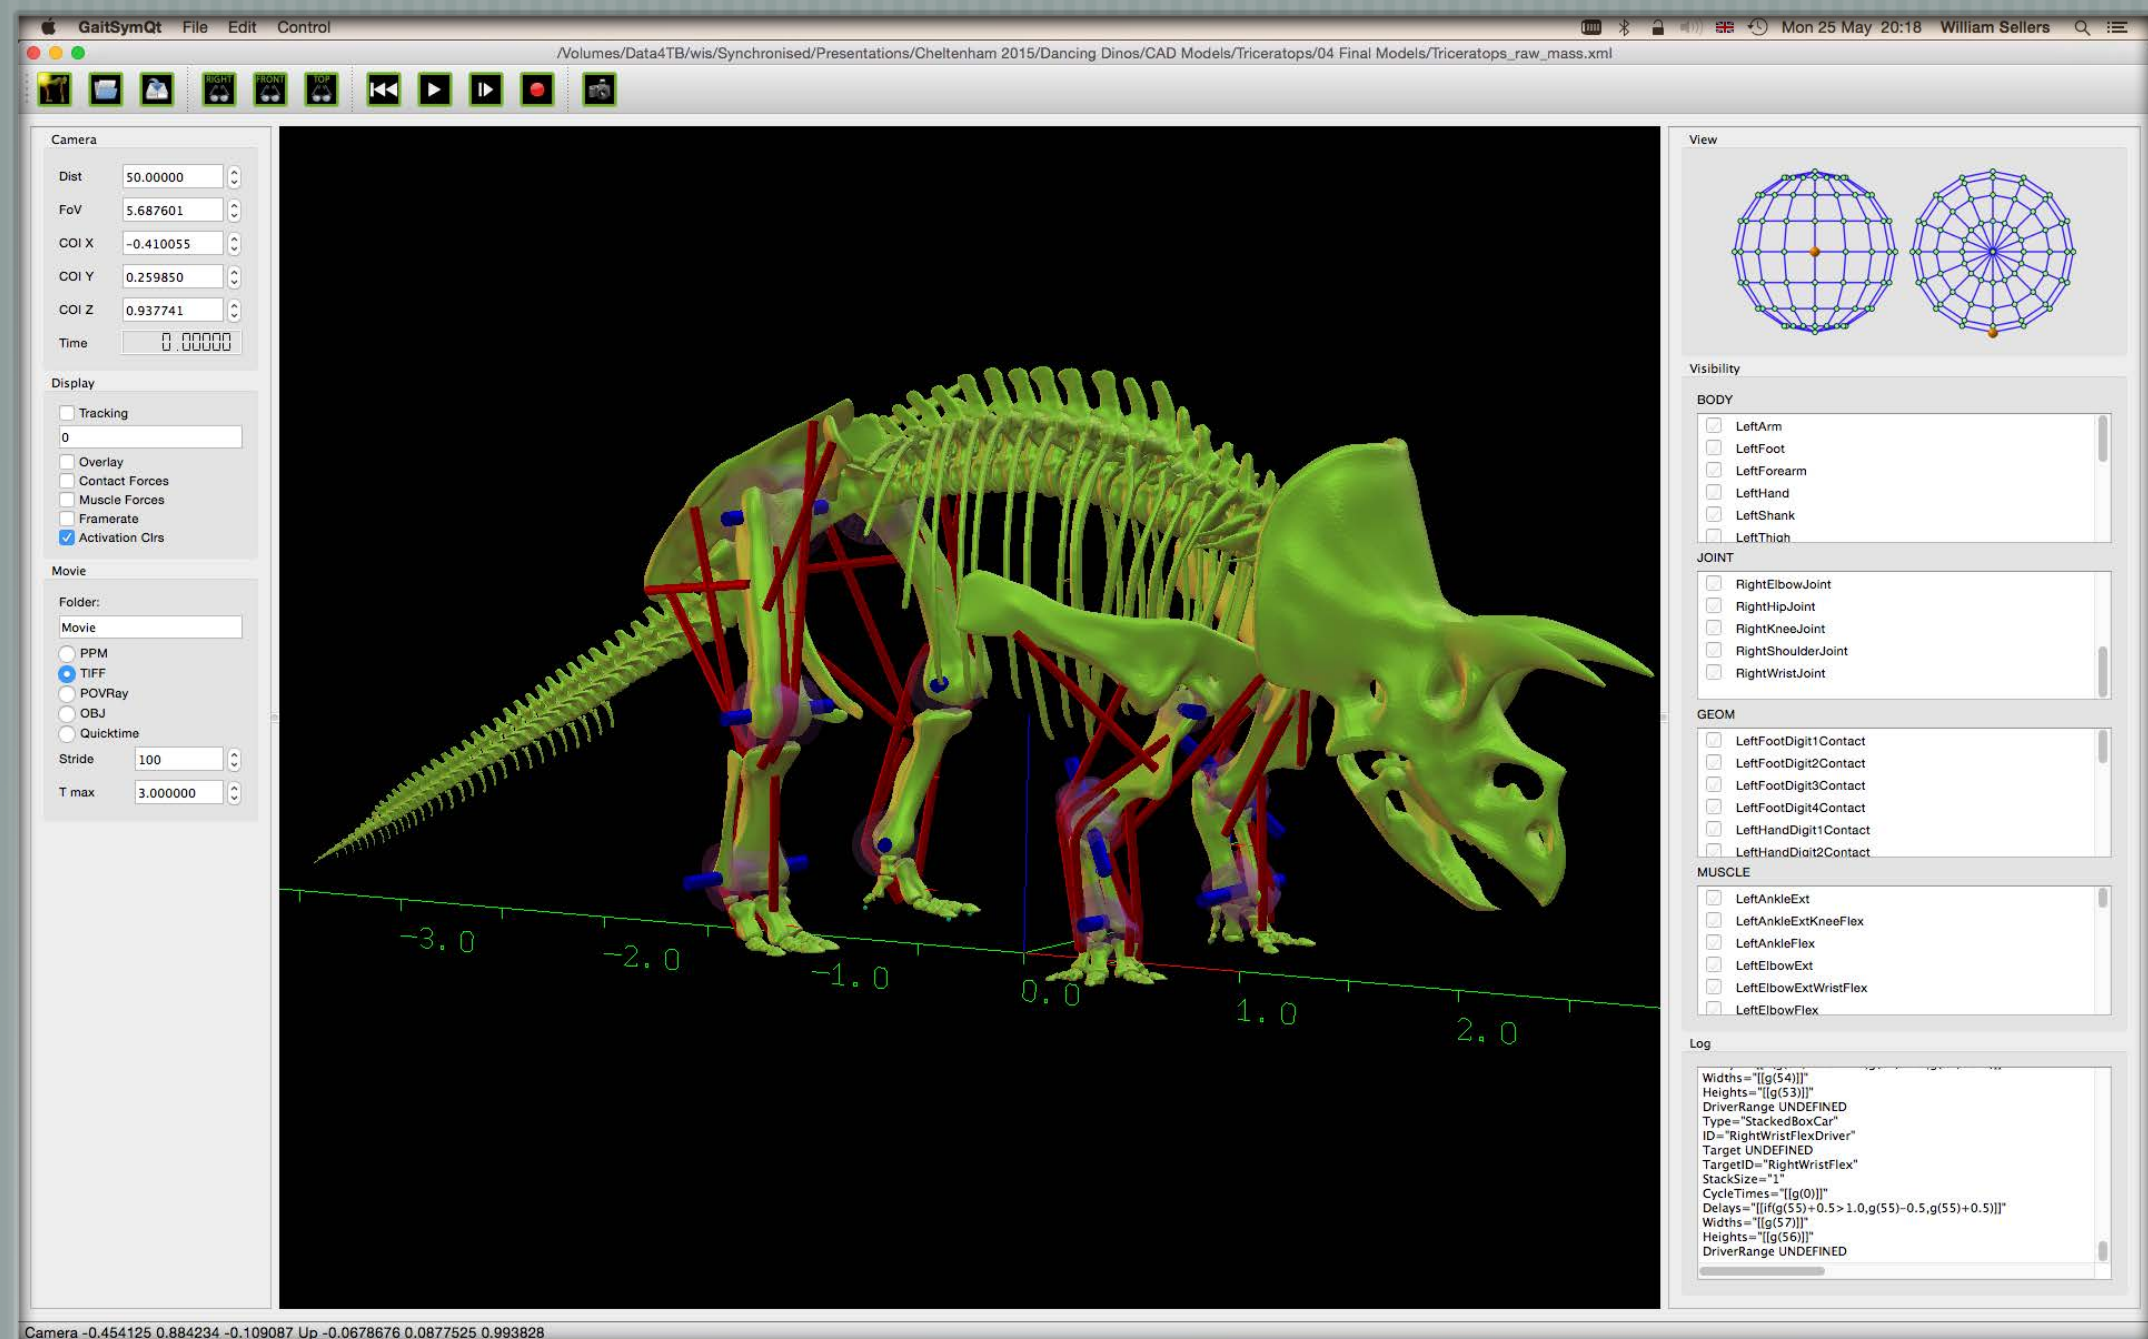 GaitSymQt File Edit Control
Mon 25 May 20:18 William Sellers
/Volumes/Data4TB/wis/Synchronised/Presentations/Cheltenham 2015/Dancing Dinos/CAD Models/Triceratops/04 Final Models/Triceratops_raw_mass.xml
RIGHT FRONT TOP
Camera
Dist 50.00000
FoV 5.687601
COI X -0.410055
COI Y 0.259850
COI Z 0.937741
Time 0.00000
Display
Tracking
0
Overlay
Contact Forces
Muscle Forces
Framerate
Activation Clrs
Movie
Folder:
Movie
PPM
TIFF
POVRay
OBJ
Quicktime
Stride 100
T max 3.000000
-3.0
-2.0
-1.0
0.0
1.0
2.0
View
Visibility
BODY
LeftArm
LeftFoot
LeftForearm
LeftHand
LeftShank
LeftThigh
JOINT
RightElbowJoint
RightHipJoint
RightKneeJoint
RightShoulderJoint
RightWristJoint
GEOM
LeftFootDigit1Contact
LeftFootDigit2Contact
LeftFootDigit3Contact
LeftFootDigit4Contact
LeftHandDigit1Contact
LeftHandDigit2Contact
MUSCLE
LeftAnkleExt
LeftAnkleExtKneeFlex
LeftAnkleFlex
LeftElbowExt
LeftElbowExtWristFlex
LeftElbowFlex
Log
Widths="[[g(54)]]"
Heights="[[g(53)]]"
DriverRange UNDEFINED
Type="StackedBoxCar"
ID="RightWristFlexDriver"
Target UNDEFINED
TargetID="RightWristFlex"
StackSize="1"
CycleTimes="[[g(0)]]"
Delays="[[if(g(55)+0.5>1.0,g(55)-0.5,g(55)+0.5)]]"
Widths="[[g(57)]]"
Heights="[[g(56)]]"
DriverRange UNDEFINED
Camera -0.454125 0.884234 -0.109087 Up -0.0678676 0.0877525 0.993828